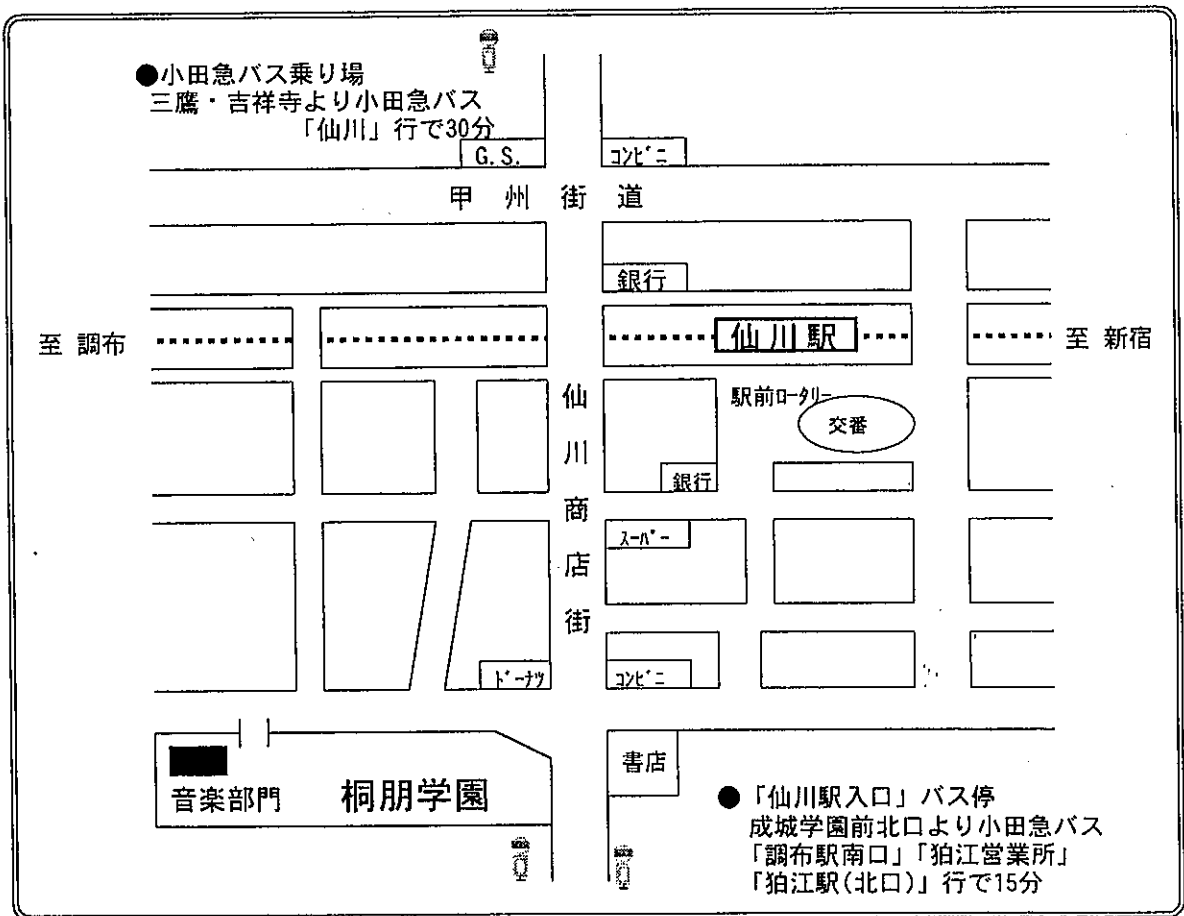 ●小田急バス乗り場
三鷹・吉祥寺より小田急バス
「仙川」行で30分
G.S.
コンビニ
甲州街道
銀行
至 調布
仙川駅
至 新宿
仙川商店街
駅前ロータリー
交番
銀行
スーパー
ドーナツ
コンビニ
音楽部門
桐朋学園
書店
●「仙川駅入口」バス停
成城学園前北口より小田急バス
「調布駅南口」「狛江営業所」
「狛江駅(北口)」行で15分